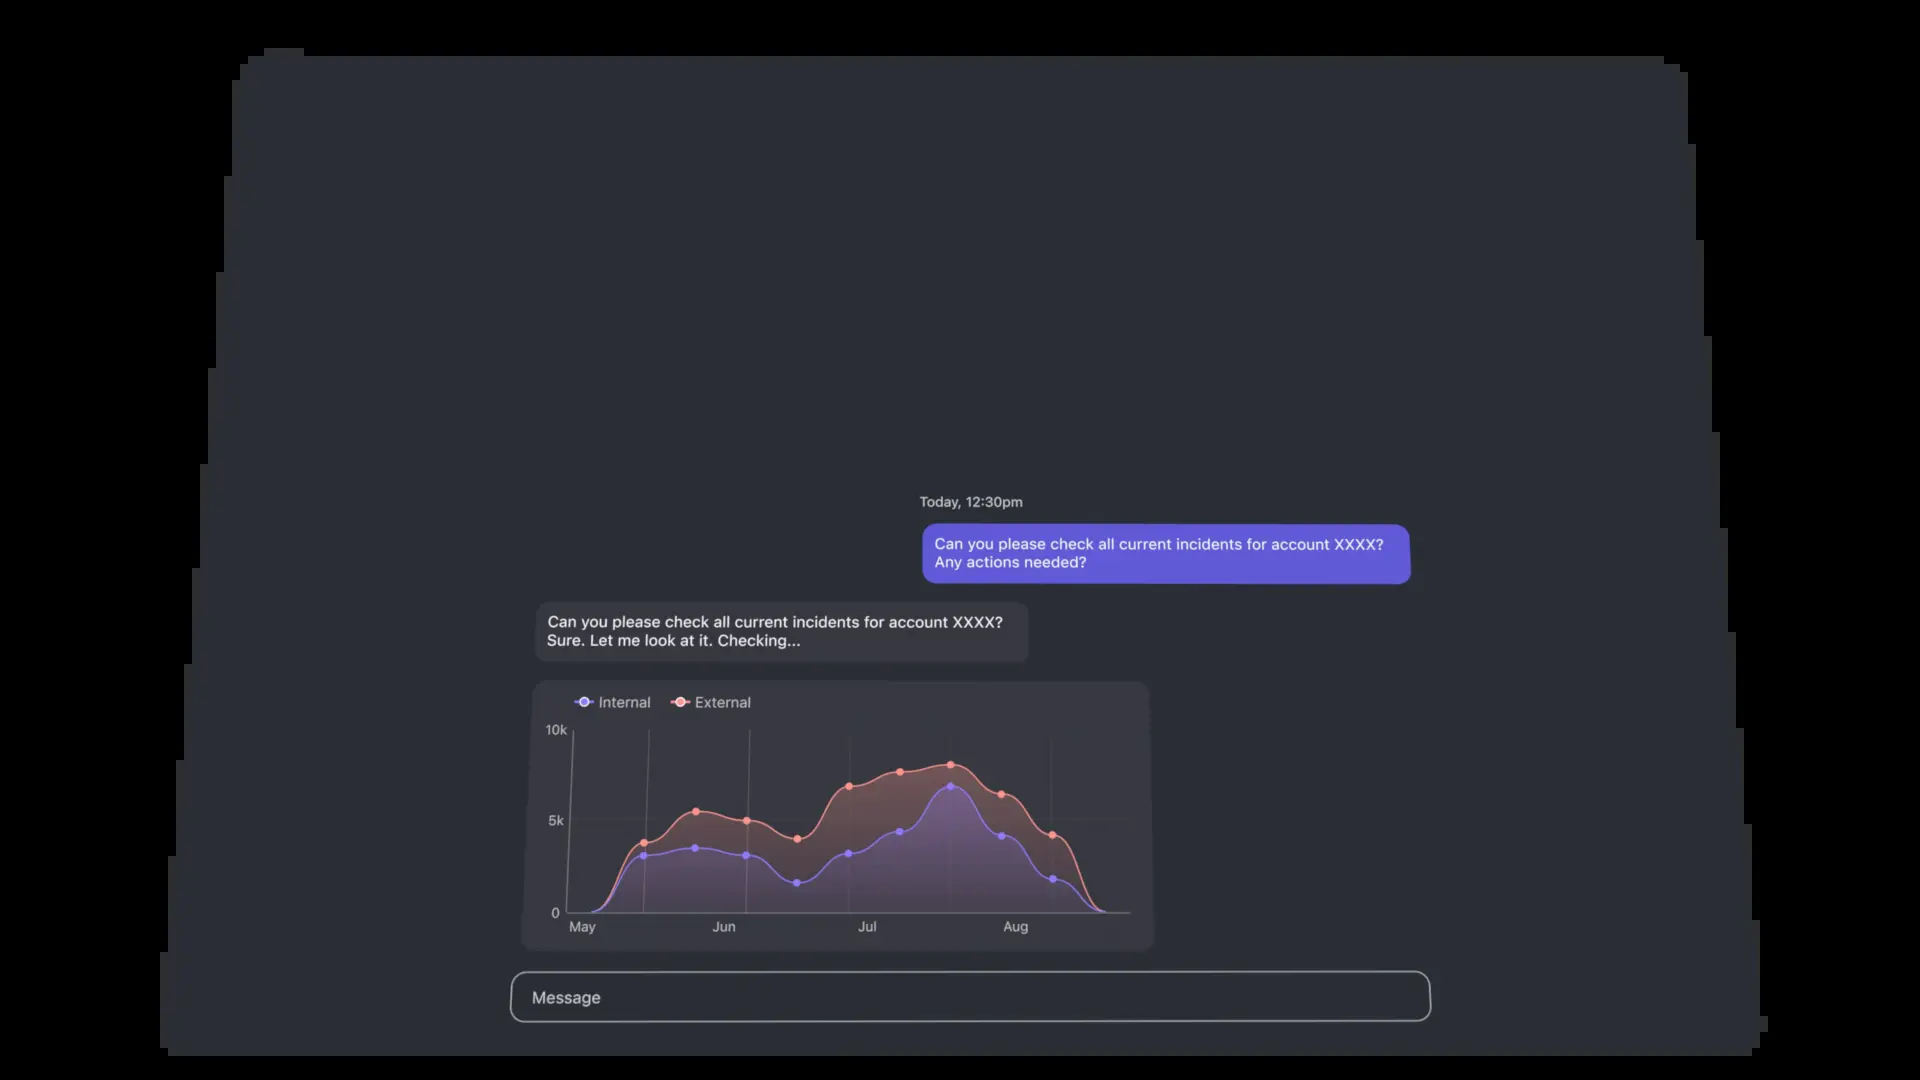 Today, 12:30pm
Can you please check all current incidents for account XXXX?
Any actions needed?
Can you please check all current incidents for account XXXX?
Sure. Let me look at it. Checking...
Internal External
10k
5k
0
May Jun Jul Aug
Message